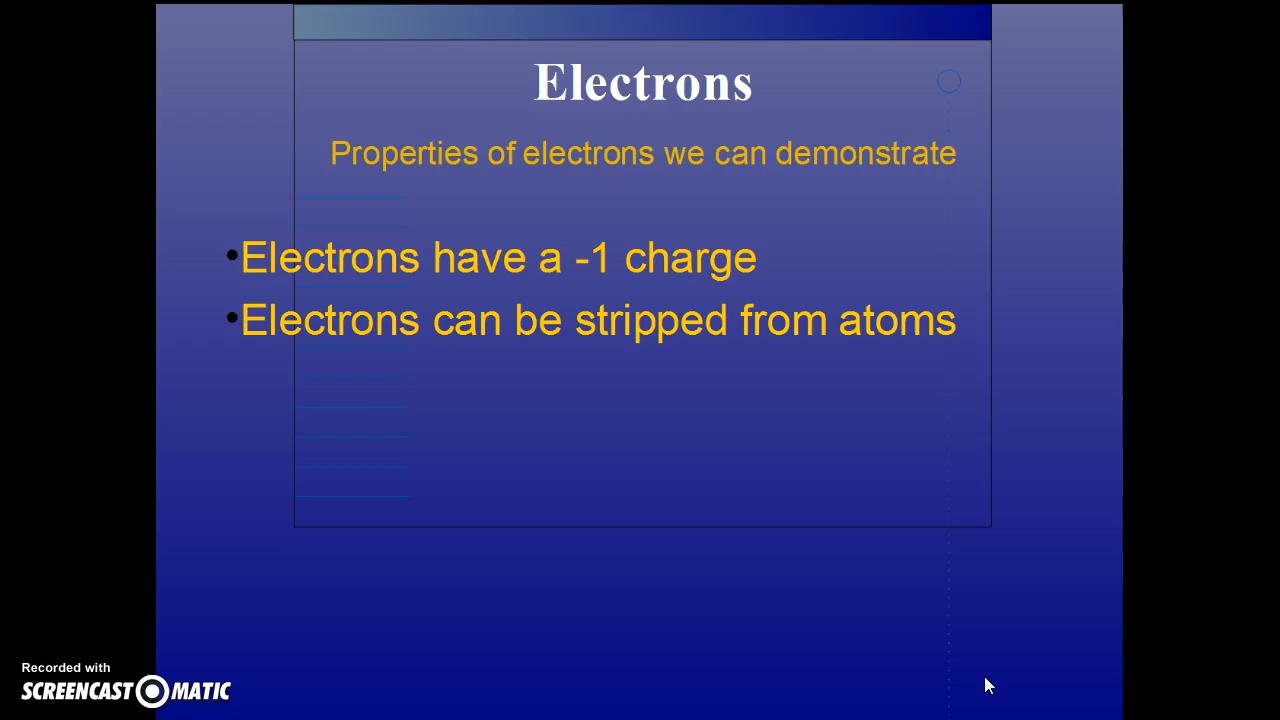 Electrons
Properties of electrons we can demonstrate
•Electrons have a -1 charge
•Electrons can be stripped from atoms
Recorded with
SCREENCAST MATIC